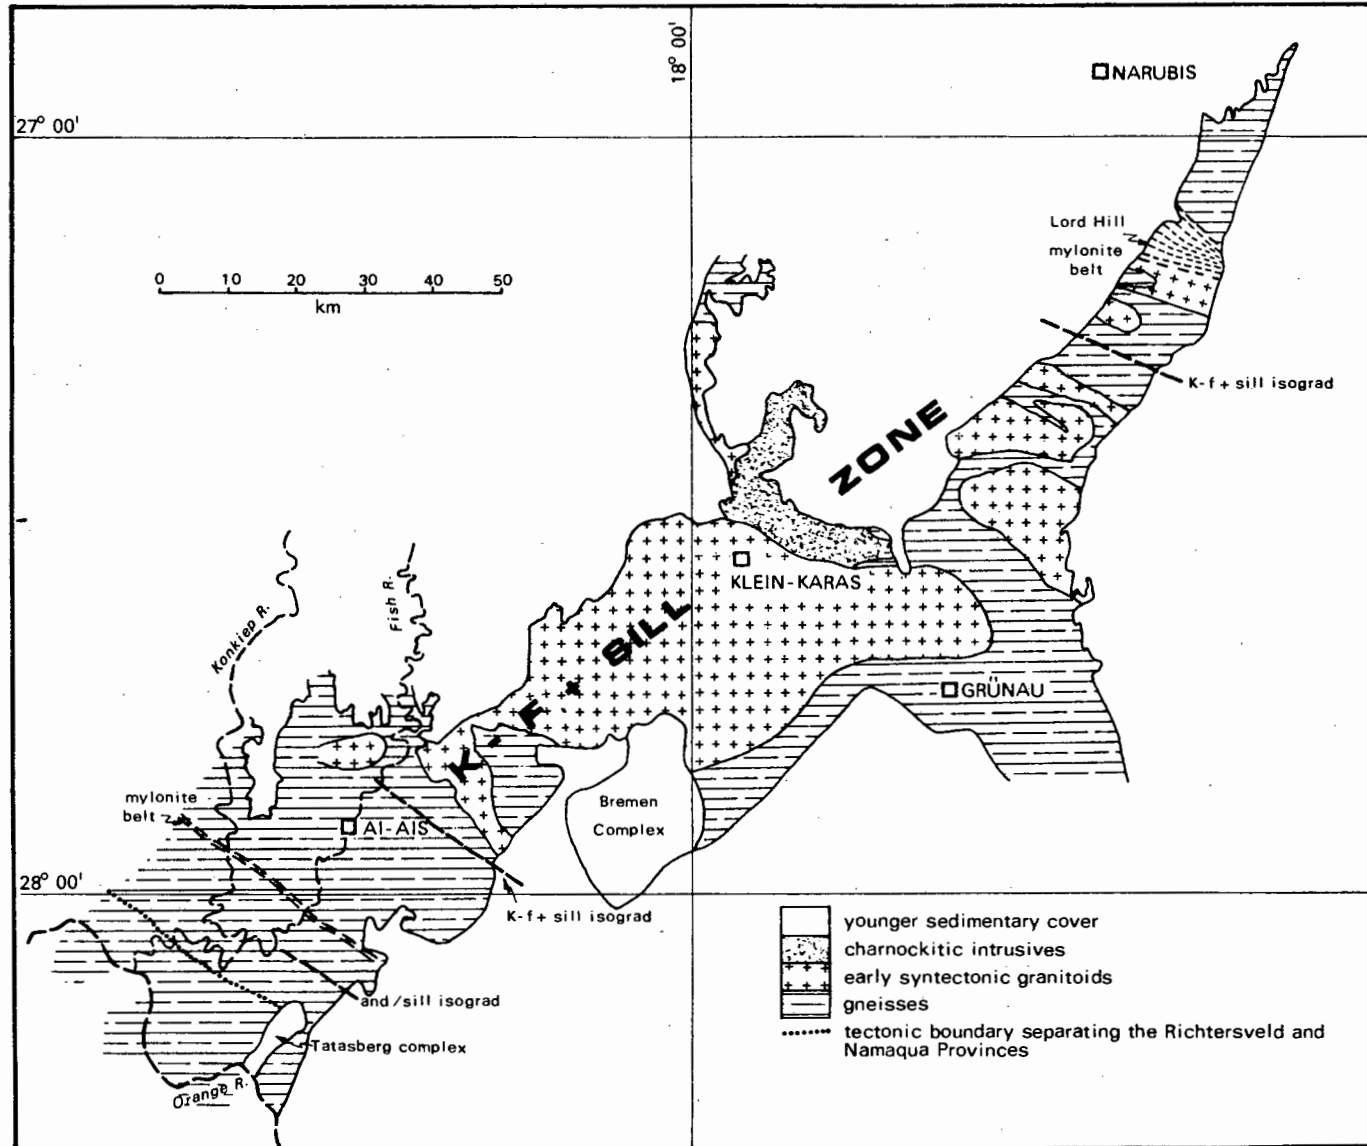 18° 00'
NARUBIS
27° 00'
Lord Hill
mylonite
belt
0 10 20 30 40 50
km
K-f + sill isograd
ZONE
KLEIN-KARAS
Konkiep R.
Fish R.
SILL
GRÜNAU
K - F
mylonite
belt
AI-AIS
Bremen
Complex
28° 00'
K-f + sill isograd
and/sill isograd
Tatasberg complex
Orange R.
younger sedimentary cover
charnockitic intrusives
early syntectonic granitoids
gneisses
tectonic boundary separating the Richtersveld and
Namaqua Provinces